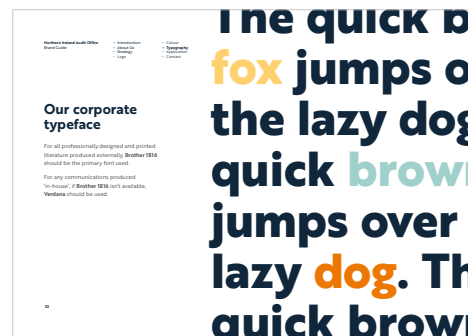 Northern Ireland Audit Office
Brand Guide
– Introduction
– About Us
– Strategy
– Logo
– Colour
– Typography
– Application
– Contact
Our corporate
typeface
For all professionally designed and printed
literature produced externally, Brother 1816
should be the primary font used.
For any communications produced
'in-house', if Brother 1816 isn't available,
Verdana should be used.
The quick b
fox jumps o
the lazy dog
quick brown
jumps over
lazy dog. Th
quick brown